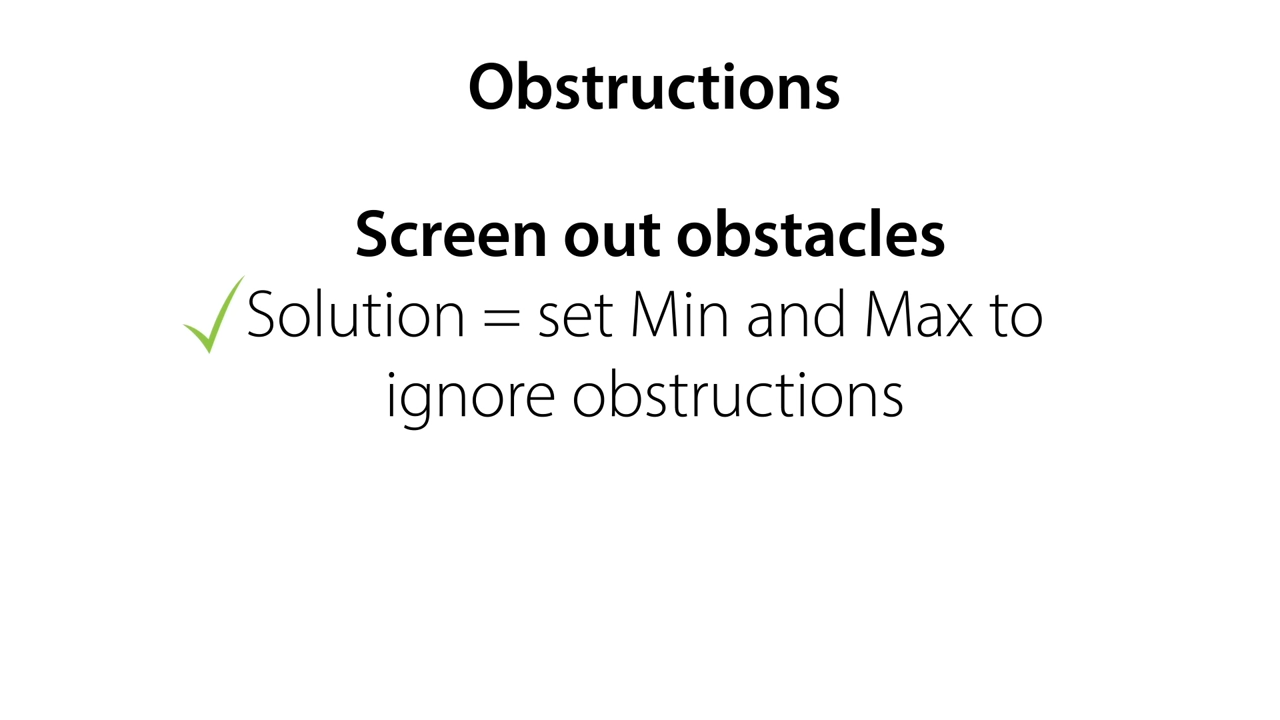 Obstructions
Screen out obstacles
Solution = set Min and Max to
ignore obstructions